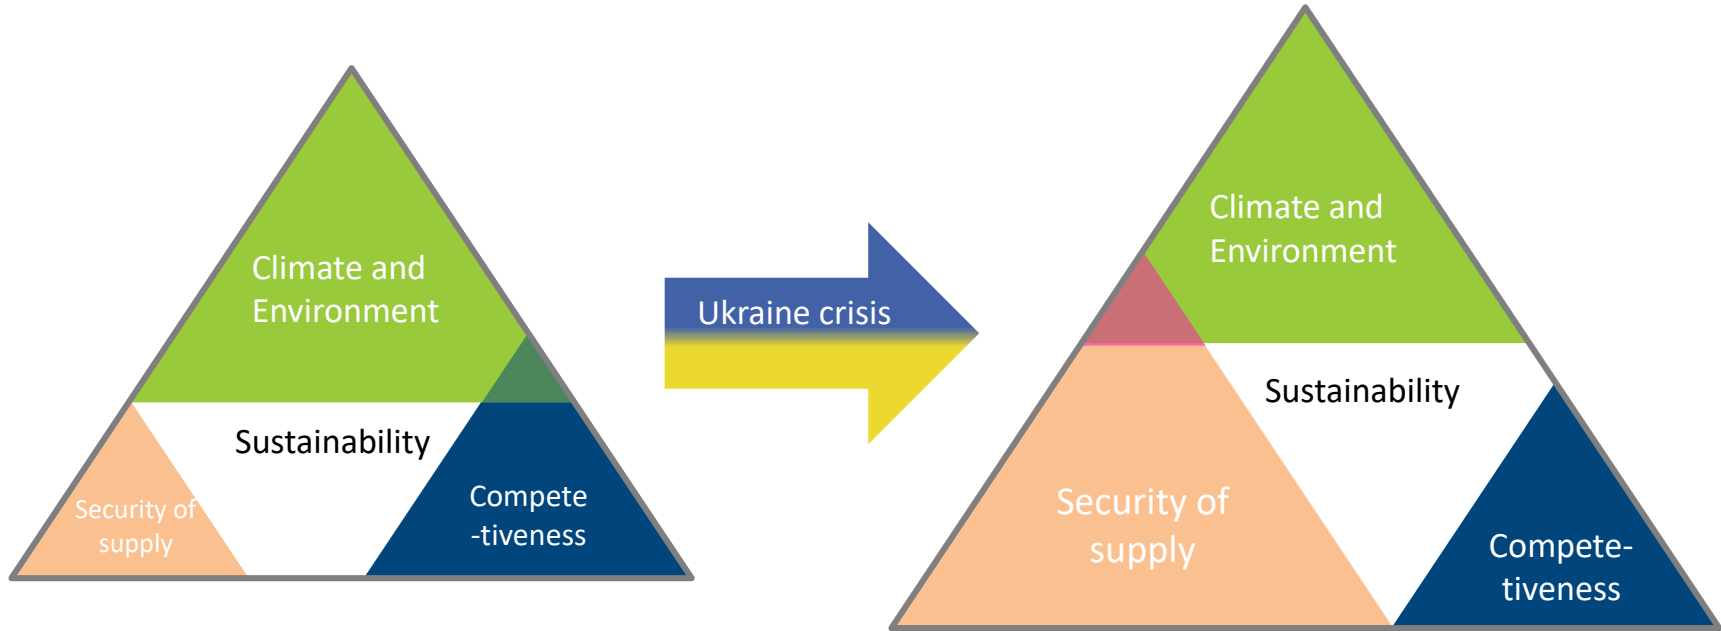 Climate and
Environment
Sustainability
Security of
supply
Compete
-tiveness
Ukraine crisis
Climate and
Environment
Sustainability
Security of
supply
Compete-
tiveness